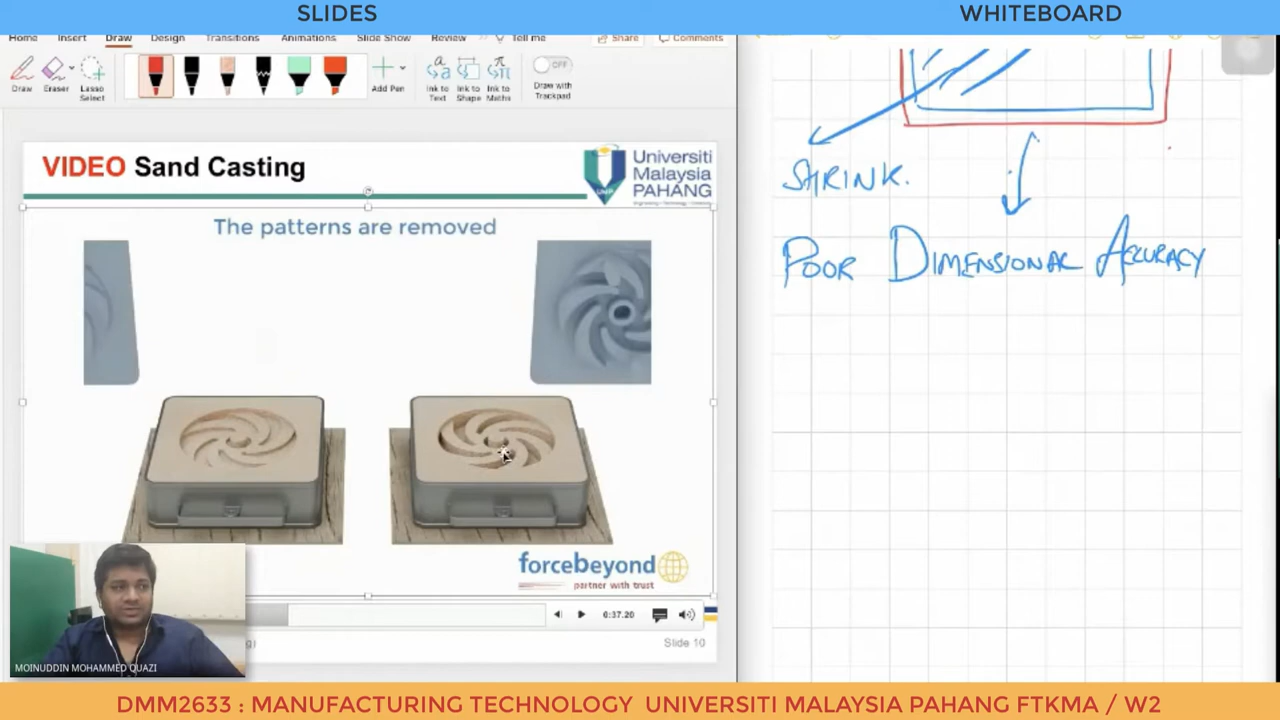 SLIDES
WHITEBOARD
Home Insert Draw Design Transitions Animations Slide Show Review Tell me Share Comments
Draw Eraser Lasso Select Add Pen Ink to Text Ink to Shape Ink to Maths OFF Draw with Trackpad
VIDEO Sand Casting
Universiti
Malaysia
PAHANG
The patterns are removed
forcebeyond
partner with trust
0:37.20
Slide 10
SHRINK.
POOR DIMENSIONAL ACCURACY
MOINUDDIN MOHAMMED QUAZI
DMM2633 : MANUFACTURING TECHNOLOGY UNIVERSITI MALAYSIA PAHANG FTKMA / W2